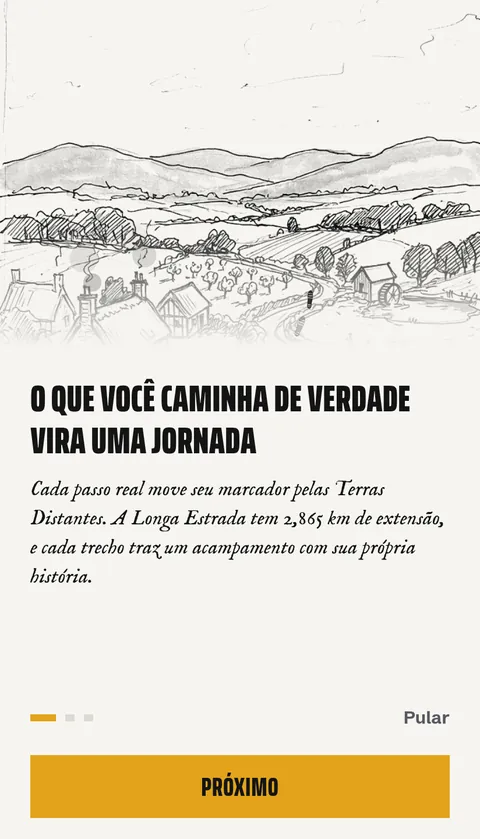 O QUE VOCÊ CAMINHA DE VERDADE
VIRA UMA JORNADA
Cada passo real move seu marcador pelas Terras
Distantes. A Longa Estrada tem 2,865 km de extensão,
e cada trecho traz um acampamento com sua própria
história.
Pular
PRÓXIMO